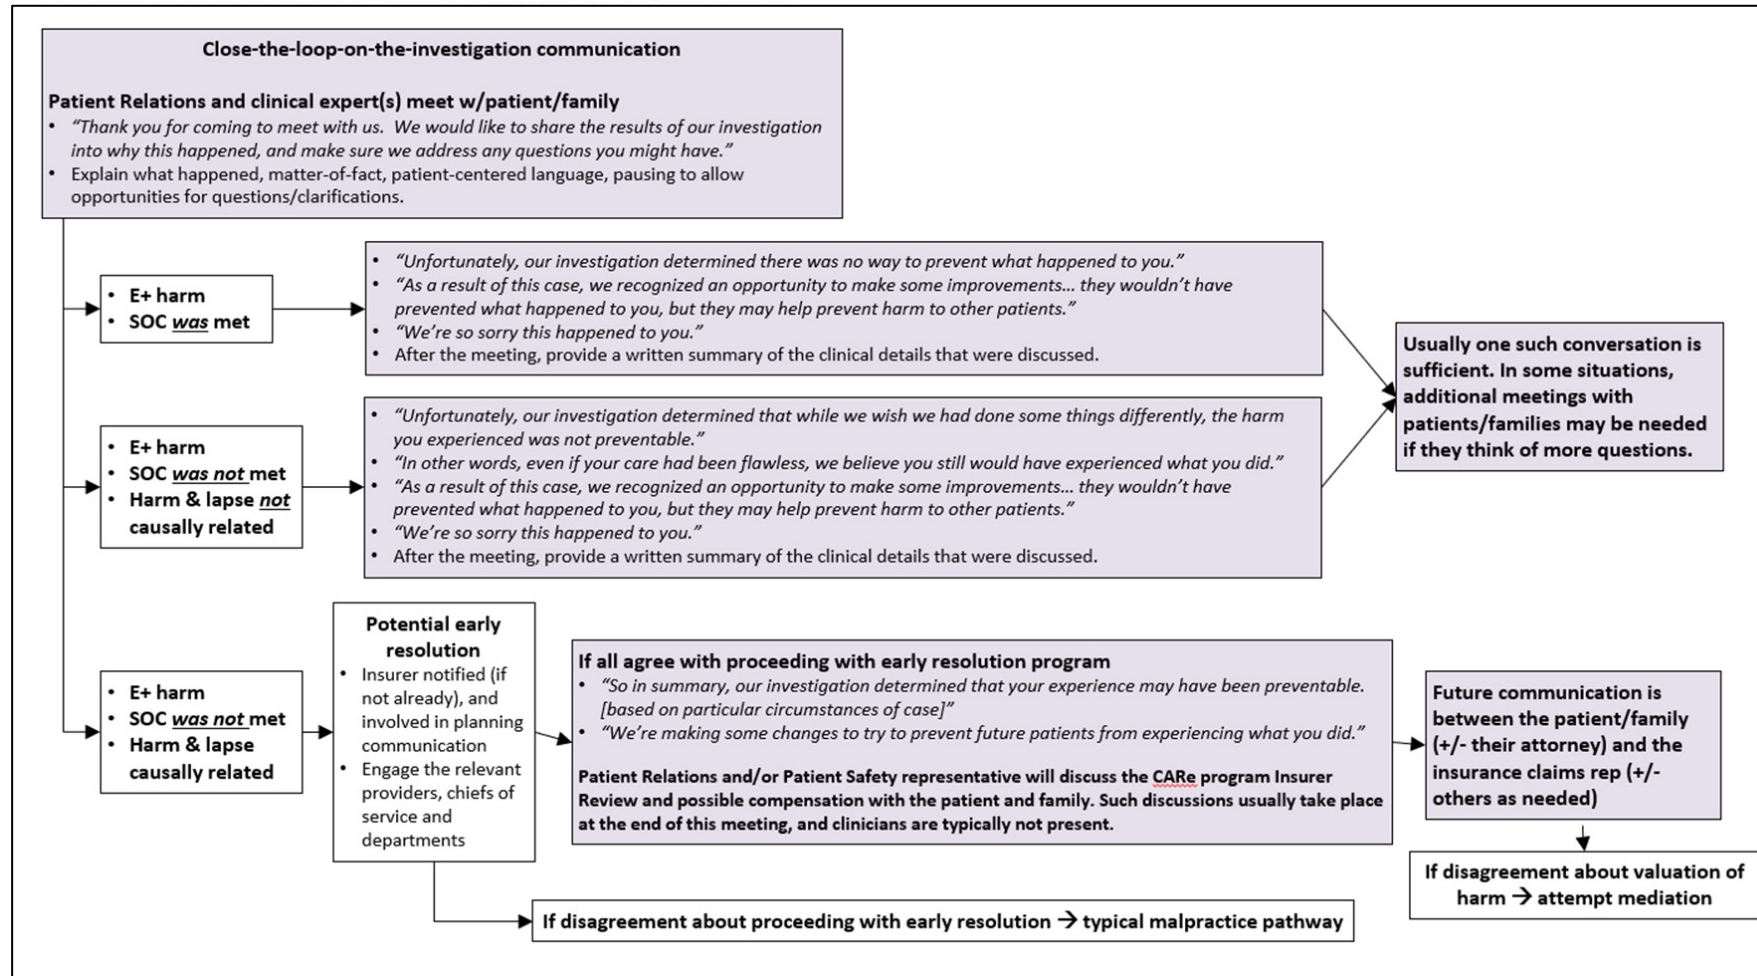 Close-the-loop-on-the-investigation communication
Patient Relations and clinical expert(s) meet w/patient/family
• “Thank you for coming to meet with us.  We would like to share the results of our investigation
into why this happened, and make sure we address any questions you might have.”
• Explain what happened, matter-of-fact, patient-centered language, pausing to allow
opportunities for questions/clarifications.
• E+ harm
• SOC was met
• “Unfortunately, our investigation determined there was no way to prevent what happened to you.”
• “As a result of this case, we recognized an opportunity to make some improvements… they wouldn’t have
prevented what happened to you, but they may help prevent harm to other patients.”
• “We’re so sorry this happened to you.”
• After the meeting, provide a written summary of the clinical details that were discussed.
• E+ harm
• SOC was not met
• Harm & lapse not
causally related
• “Unfortunately, our investigation determined that while we wish we had done some things differently, the harm
you experienced was not preventable.”
• “In other words, even if your care had been flawless, we believe you still would have experienced what you did.”
• “As a result of this case, we recognized an opportunity to make some improvements… they wouldn’t have
prevented what happened to you, but they may help prevent harm to other patients.”
• “We’re so sorry this happened to you.”
• After the meeting, provide a written summary of the clinical details that were discussed.
Usually one such conversation is
sufficient. In some situations,
additional meetings with
patients/families may be needed
if they think of more questions.
• E+ harm
• SOC was not met
• Harm & lapse
causally related
Potential early
resolution
• Insurer notified (if
not already), and
involved in planning
communication
• Engage the relevant
providers, chiefs of
service and
departments
If all agree with proceeding with early resolution program
• “So in summary, our investigation determined that your experience may have been preventable.
[based on particular circumstances of case]”
• “We’re making some changes to try to prevent future patients from experiencing what you did.”
Patient Relations and/or Patient Safety representative will discuss the CARe program Insurer
Review and possible compensation with the patient and family. Such discussions usually take place
at the end of this meeting, and clinicians are typically not present.
Future communication is
between the patient/family
(+/- their attorney) and the
insurance claims rep (+/-
others as needed)
If disagreement about valuation of
harm → attempt mediation
If disagreement about proceeding with early resolution → typical malpractice pathway